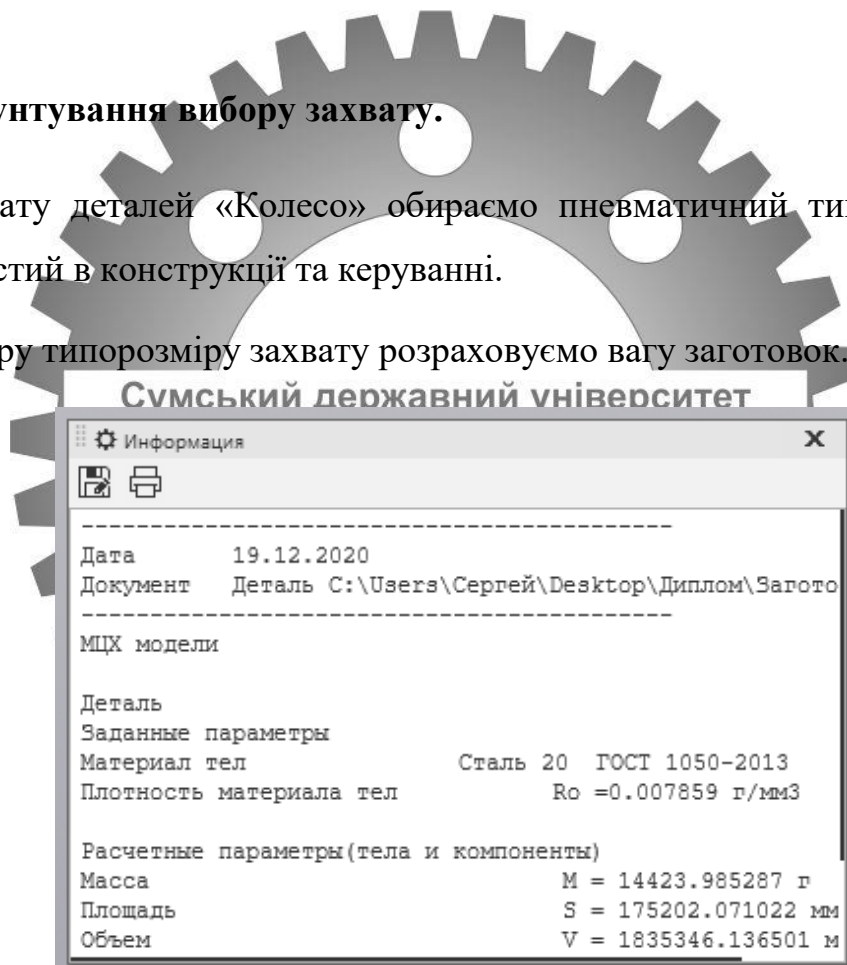 унтування вибору захвату.
ату деталей «Колесо» обираємо пневматичний ти
стий в конструкції та керуванні.
ру типорозміру захвату розраховуємо вагу заготовок.
Сумський державний університет
Информация
Дата 19.12.2020
Документ Деталь C:\Users\Сергей\Desktop\Диплом\Загото
МЦХ модели
Деталь
Заданные параметры
Материал тел Сталь 20 ГОСТ 1050-2013
Плотность материала тел Ro =0.007859 г/мм3
Расчетные параметры(тела и компоненты)
Масса M = 14423.985287 г
Площадь S = 175202.071022 мм
Объем V = 1835346.136501 м